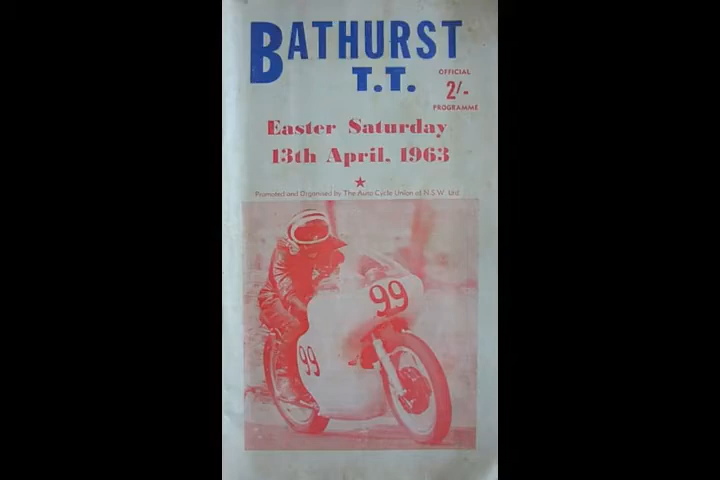 BATHURST
T.T.
OFFICIAL
2/-
PROGRAMME
Easter Saturday
13th April, 1963
Promoted and Organised by The Auto-Cycle Union of N.S.W. Ltd
99
99